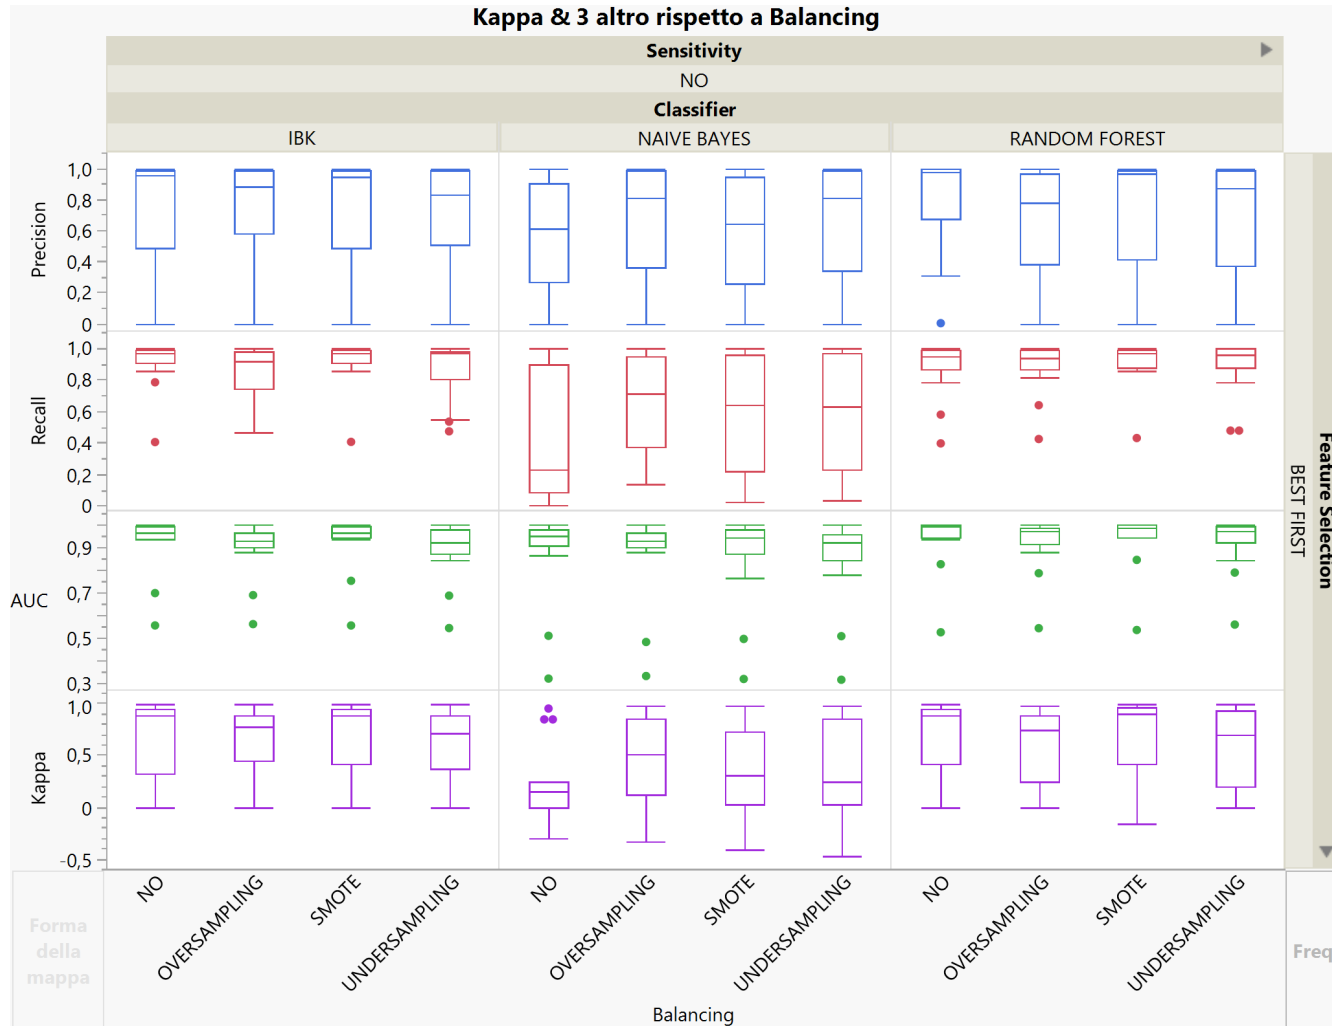 Kappa & 3 altro rispetto a Balancing
Sensitivity
NO
Classifier
IBK NAIVE BAYES RANDOM FOREST
Precision
1,0
0,8
0,6
0,4
0,2
0
Recall
1,0
0,8
0,6
0,4
0,2
0
AUC
0,9
0,7
0,5
0,3
Kappa
1,0
0,5
0
-0,5
BEST FIRST
Feature Selection
NO OVERSAMPLING SMOTE UNDERSAMPLING NO OVERSAMPLING SMOTE UNDERSAMPLING NO OVERSAMPLING SMOTE UNDERSAMPLING
Balancing
Forma
della
mappa
Freq